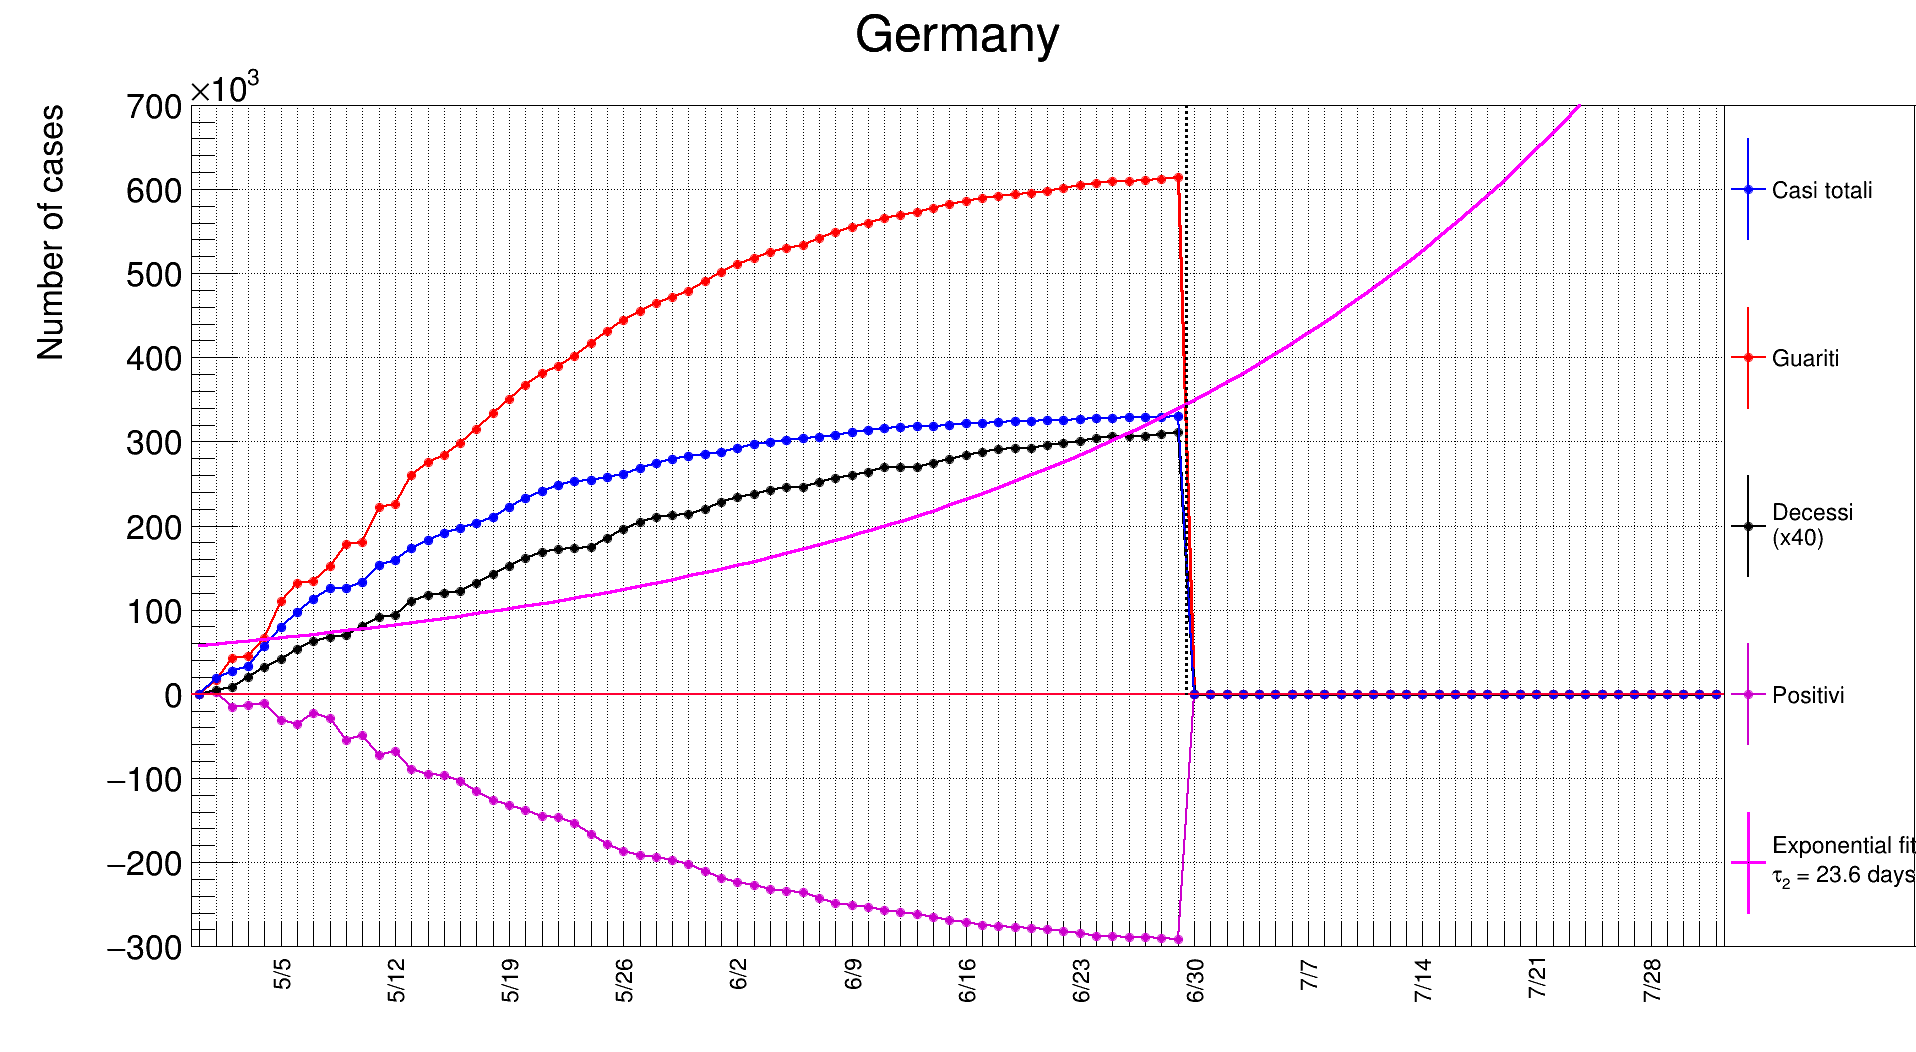 Germany
×10³
Number of cases
700
600
500
400
300
200
100
0
−100
−200
−300
5/5
5/12
5/19
5/26
6/2
6/9
6/16
6/23
6/30
7/7
7/14
7/21
7/28
Casi totali
Guariti
Decessi
(x40)
Positivi
Exponential fit
τ₂ = 23.6 days